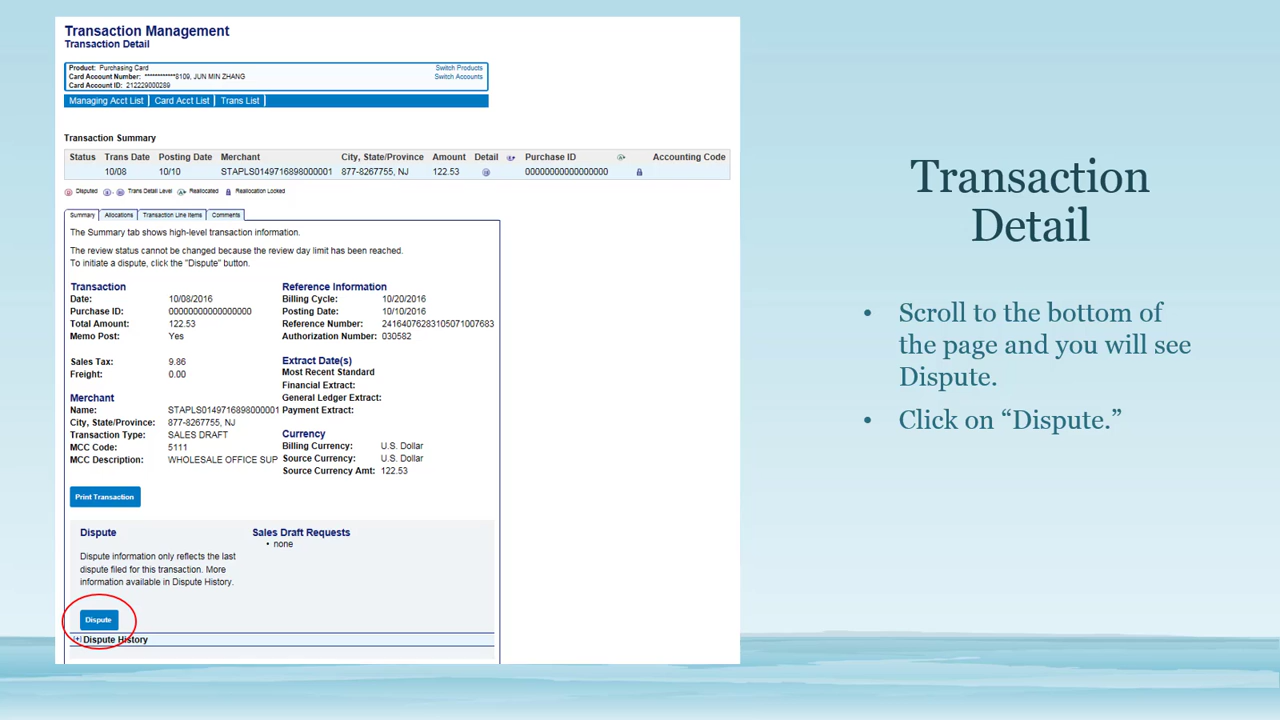 Transaction Management
Transaction Detail
Product: Purchasing Card
Switch Products
Card Account Number: ************8109, JUN MIN ZHANG
Switch Accounts
Card Account ID: 212229000289
Managing Acct List | Card Acct List | Trans List |
Transaction Summary
Status Trans Date Posting Date Merchant City, State/Province Amount Detail Purchase ID Accounting Code
10/08 10/10 STAPLS0149716898000001 877-8267755, NJ 122.53 0000000000000000
Disputed - Trans Detail Level Reallocated Reallocation Locked
Summary Allocations Transaction Line Items Comments
The Summary tab shows high-level transaction information.
The review status cannot be changed because the review day limit has been reached.
To initiate a dispute, click the "Dispute" button.
Transaction
Date: 10/08/2016
Purchase ID: 0000000000000000
Total Amount: 122.53
Memo Post: Yes
Sales Tax: 9.86
Freight: 0.00
Merchant
Name: STAPLS0149716898000001
City, State/Province: 877-8267755, NJ
Transaction Type: SALES DRAFT
MCC Code: 5111
MCC Description: WHOLESALE OFFICE SUP
Reference Information
Billing Cycle: 10/20/2016
Posting Date: 10/10/2016
Reference Number: 24164076283105071007683
Authorization Number: 030582
Extract Date(s)
Most Recent Standard
Financial Extract:
General Ledger Extract:
Payment Extract:
Currency
Billing Currency: U.S. Dollar
Source Currency: U.S. Dollar
Source Currency Amt: 122.53
Print Transaction
Dispute
Dispute information only reflects the last
dispute filed for this transaction. More
information available in Dispute History.
Sales Draft Requests
• none
Dispute
[+] Dispute History
Transaction
Detail
• Scroll to the bottom of
the page and you will see
Dispute.
• Click on “Dispute.”